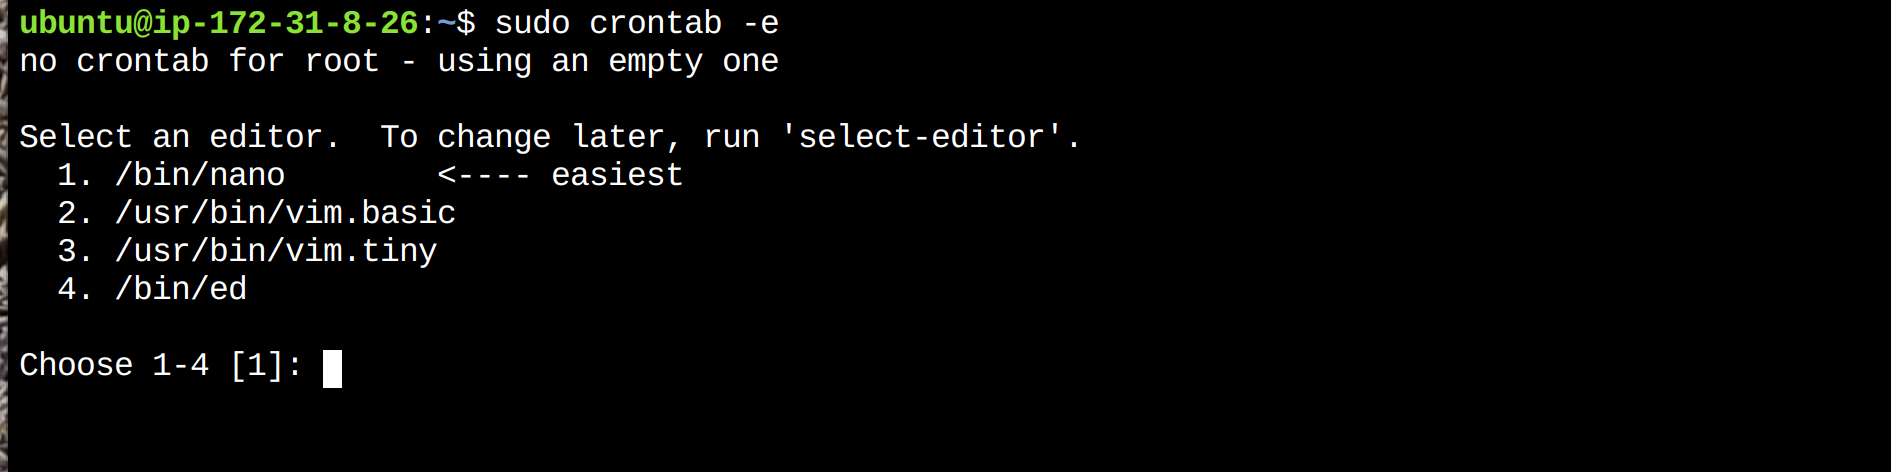 ubuntu@ip-172-31-8-26:~$ sudo crontab -e
no crontab for root - using an empty one
Select an editor.  To change later, run 'select-editor'.
  1. /bin/nano        <---- easiest
  2. /usr/bin/vim.basic
  3. /usr/bin/vim.tiny
  4. /bin/ed
Choose 1-4 [1]: